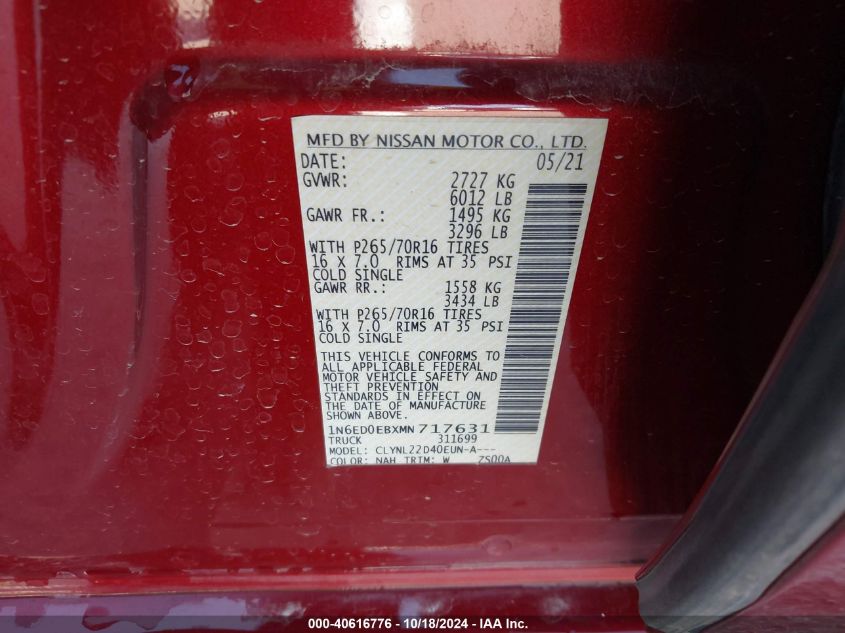 MFD BY NISSAN MOTOR CO., LTD.
DATE: 05/21
GVWR: 2727 KG
6012 LB
GAWR FR.: 1495 KG
3296 LB
WITH P265/70R16 TIRES
16 X 7.0 RIMS AT 35 PSI
COLD SINGLE
GAWR RR.: 1558 KG
3434 LB
WITH P265/70R16 TIRES
16 X 7.0 RIMS AT 35 PSI
COLD SINGLE
THIS VEHICLE CONFORMS TO
ALL APPLICABLE FEDERAL
MOTOR VEHICLE SAFETY AND
THEFT PREVENTION
STANDARDS IN EFFECT ON
THE DATE OF MANUFACTURE
SHOWN ABOVE.
1N6ED0EBXMN 717631
TRUCK 311699
MODEL: CLYNL22D40EUN-A---
COLOR: NAH TRIM: W ZS00A
000-40616776 - 10/18/2024 - IAA Inc.